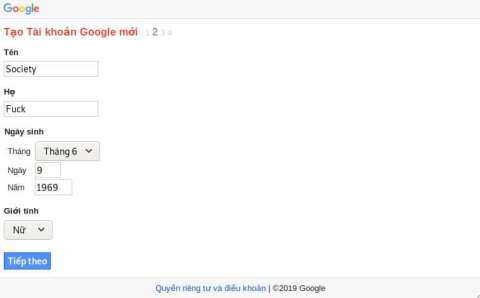 Google
Tạo Tài khoản Google mới 1 2 3 4
Tên
Society
Họ
Fuck
Ngày sinh
Tháng Tháng 6
Ngày 9
Năm 1969
Giới tính
Nữ
Tiếp theo
Quyền riêng tư và điều khoản | ©2019 Google